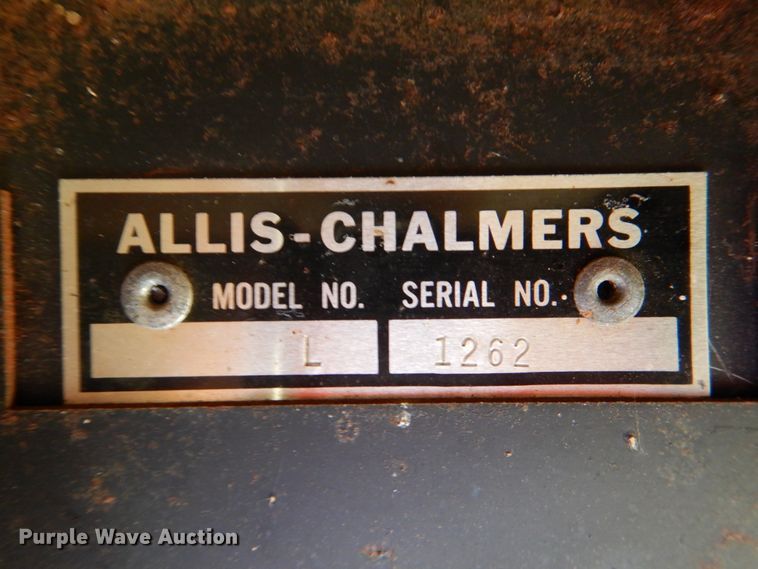 ALLIS-CHALMERS
MODEL NO. SERIAL NO.
L 1262
Purple Wave Auction